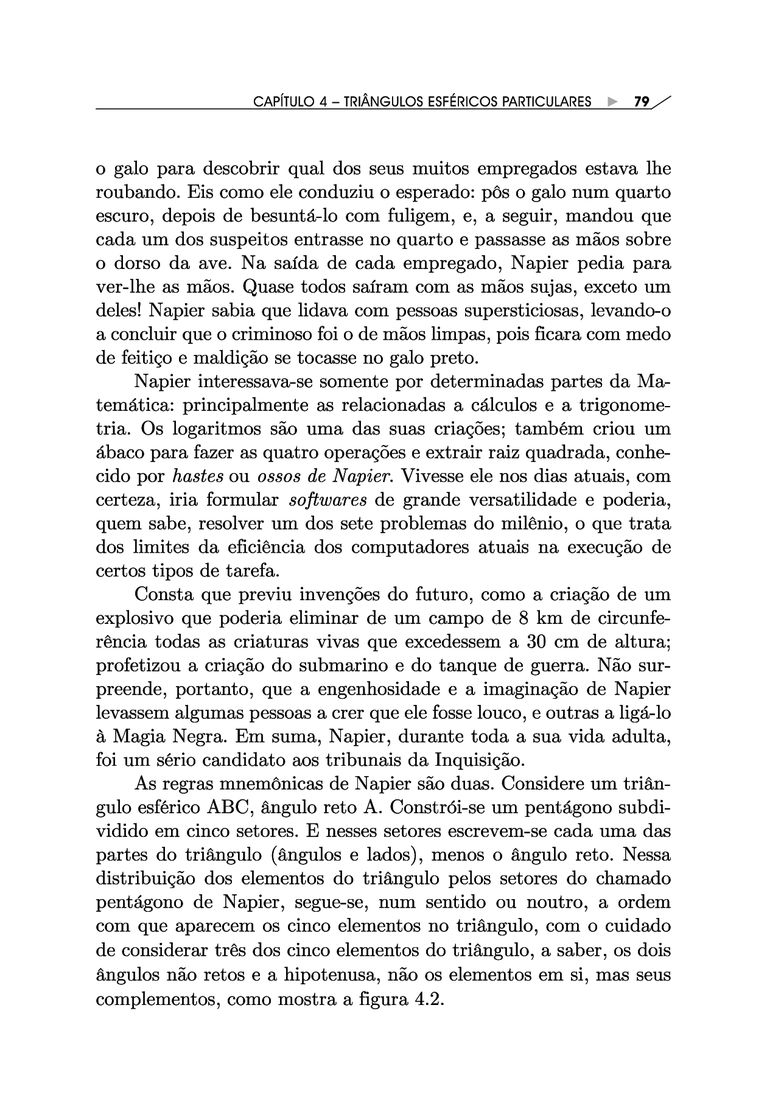 CAPÍTULO 4 – TRIÂNGULOS ESFÉRICOS PARTICULARES ► 79
o galo para descobrir qual dos seus muitos empregados estava lhe
roubando. Eis como ele conduziu o esperado: pôs o galo num quarto
escuro, depois de besuntá-lo com fuligem, e, a seguir, mandou que
cada um dos suspeitos entrasse no quarto e passasse as mãos sobre
o dorso da ave. Na saída de cada empregado, Napier pedia para
ver-lhe as mãos. Quase todos saíram com as mãos sujas, exceto um
deles! Napier sabia que lidava com pessoas supersticiosas, levando-o
a concluir que o criminoso foi o de mãos limpas, pois ficara com medo
de feitiço e maldição se tocasse no galo preto.
Napier interessava-se somente por determinadas partes da Ma-
temática: principalmente as relacionadas a cálculos e a trigonome-
tria. Os logaritmos são uma das suas criações; também criou um
ábaco para fazer as quatro operações e extrair raiz quadrada, conhe-
cido por hastes ou ossos de Napier. Vivesse ele nos dias atuais, com
certeza, iria formular softwares de grande versatilidade e poderia,
quem sabe, resolver um dos sete problemas do milênio, o que trata
dos limites da eficiência dos computadores atuais na execução de
certos tipos de tarefa.
Consta que previu invenções do futuro, como a criação de um
explosivo que poderia eliminar de um campo de 8 km de circunfe-
rência todas as criaturas vivas que excedessem a 30 cm de altura;
profetizou a criação do submarino e do tanque de guerra. Não sur-
preende, portanto, que a engenhosidade e a imaginação de Napier
levassem algumas pessoas a crer que ele fosse louco, e outras a ligá-lo
à Magia Negra. Em suma, Napier, durante toda a sua vida adulta,
foi um sério candidato aos tribunais da Inquisição.
As regras mnemônicas de Napier são duas. Considere um triân-
gulo esférico ABC, ângulo reto A. Constrói-se um pentágono subdi-
vidido em cinco setores. E nesses setores escrevem-se cada uma das
partes do triângulo (ângulos e lados), menos o ângulo reto. Nessa
distribuição dos elementos do triângulo pelos setores do chamado
pentágono de Napier, segue-se, num sentido ou noutro, a ordem
com que aparecem os cinco elementos no triângulo, com o cuidado
de considerar três dos cinco elementos do triângulo, a saber, os dois
ângulos não retos e a hipotenusa, não os elementos em si, mas seus
complementos, como mostra a figura 4.2.